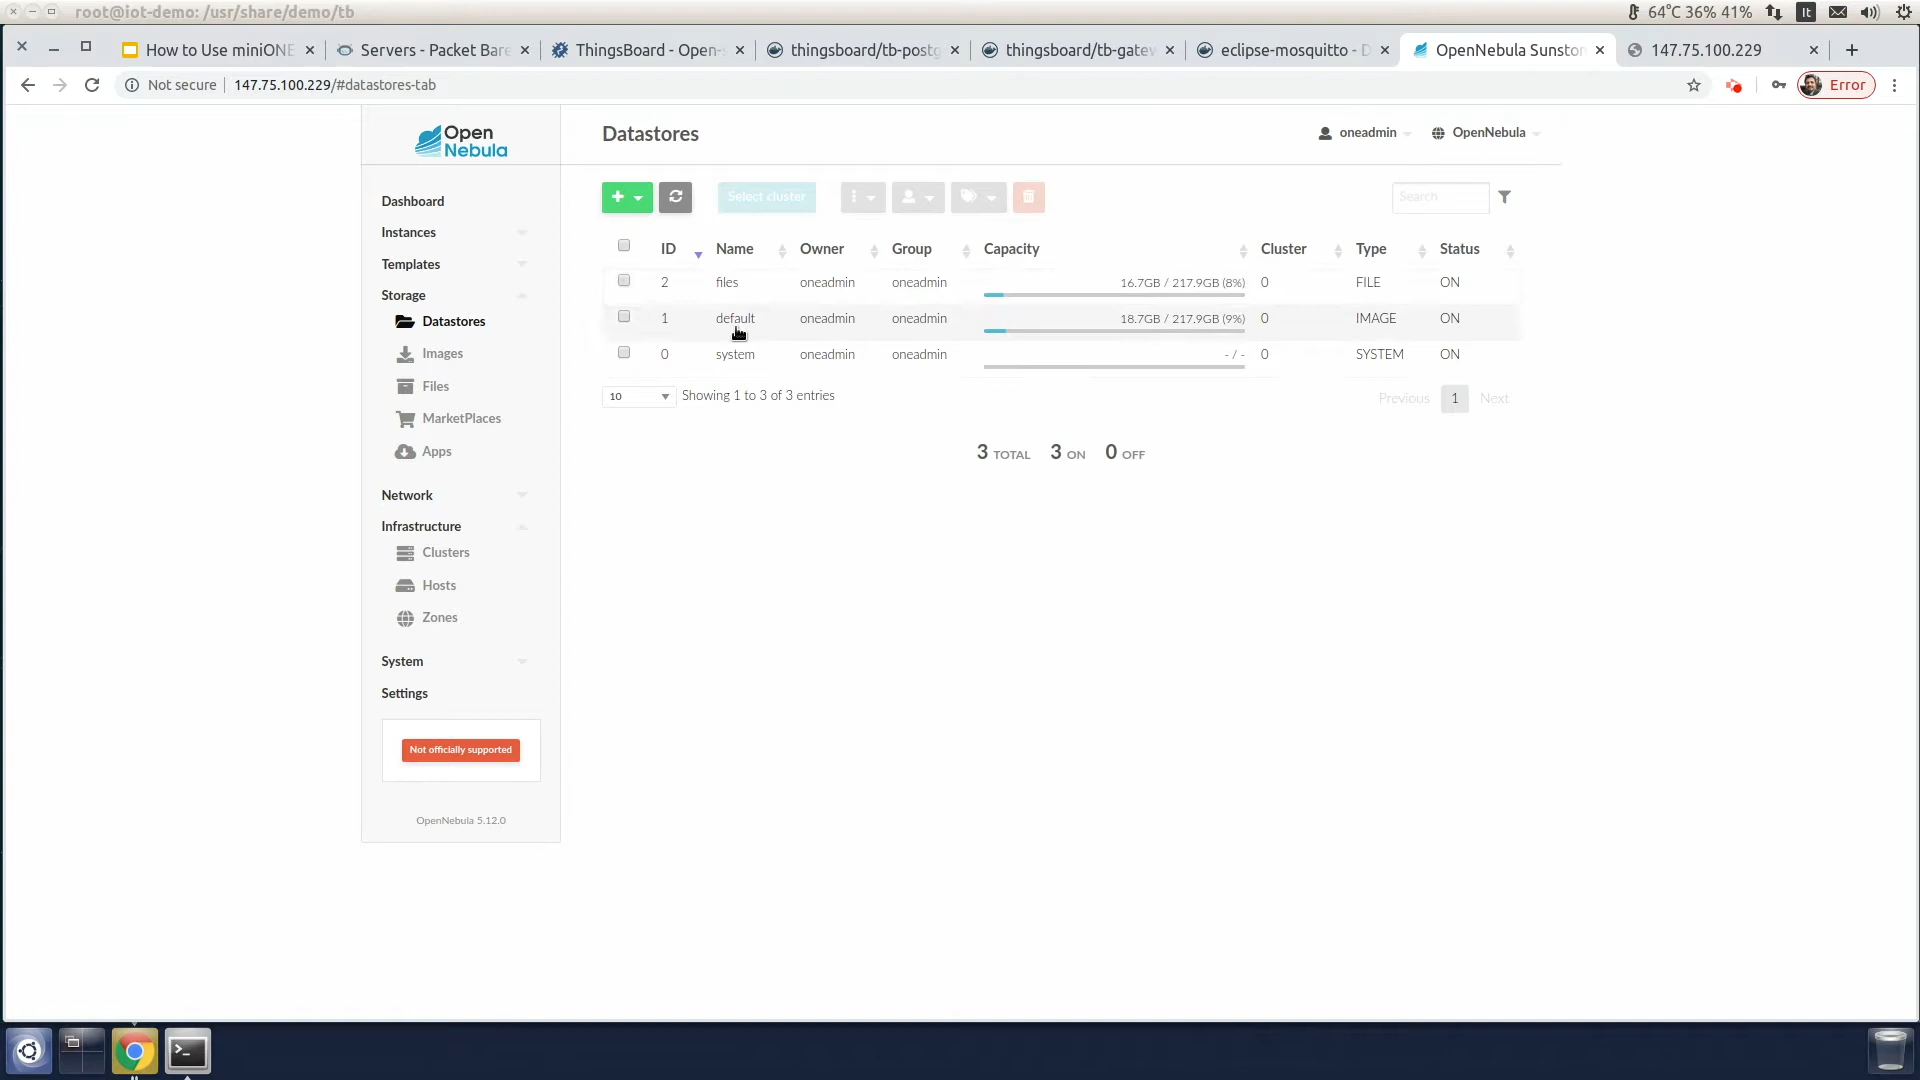 root@iot-demo: /usr/share/demo/tb
64°C 36% 41%
It
How to Use miniONE
Servers - Packet Bare
ThingsBoard - Open-
thingsboard/tb-postg
thingsboard/tb-gatew
eclipse-mosquitto - D
OpenNebula Sunston
147.75.100.229
Not secure
147.75.100.229/#datastores-tab
Error
Open
Nebula
Datastores
oneadmin
OpenNebula
Dashboard
Instances
Templates
Storage
Datastores
Images
Files
MarketPlaces
Apps
Network
Infrastructure
Clusters
Hosts
Zones
System
Settings
Not officially supported
OpenNebula 5.12.0
Select cluster
Search
ID Name Owner Group Capacity Cluster Type Status
2 files oneadmin oneadmin 16.7GB / 217.9GB (8%) 0 FILE ON
1 default oneadmin oneadmin 18.7GB / 217.9GB (9%) 0 IMAGE ON
0 system oneadmin oneadmin - / - 0 SYSTEM ON
10 Showing 1 to 3 of 3 entries
Previous 1 Next
3 TOTAL 3 ON 0 OFF